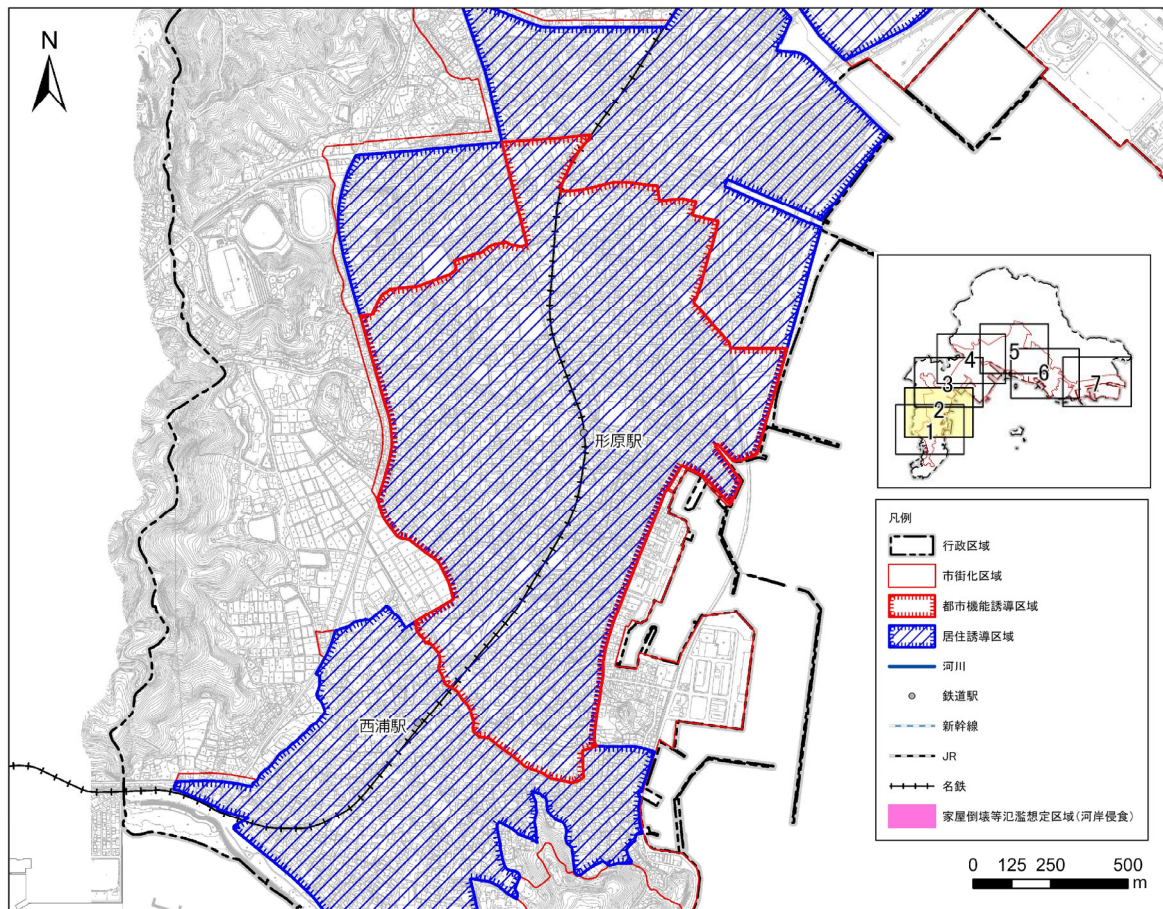 N
形原駅
西浦駅
5
4
6
3
7
2
1
凡例
行政区域
市街化区域
都市機能誘導区域
居住誘導区域
河川
鉄道駅
新幹線
JR
名鉄
家屋倒壊等氾濫想定区域(河岸侵食)
0 125 250 500
m